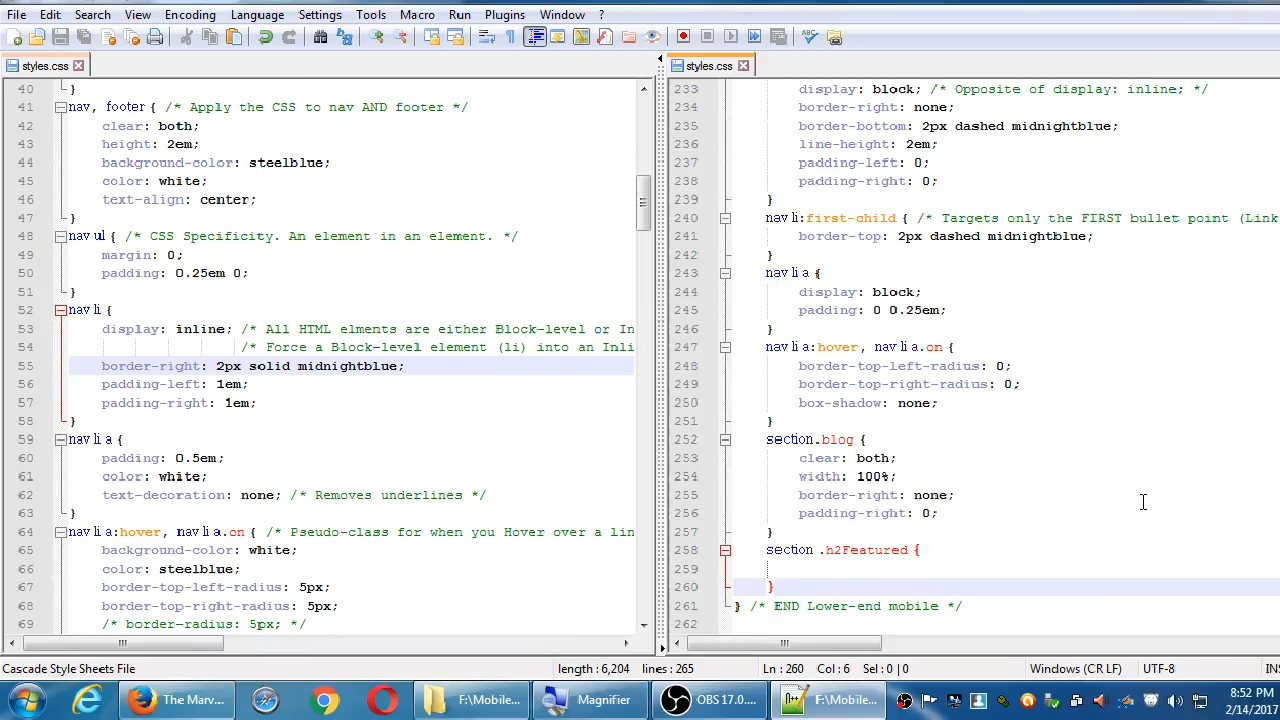 File Edit Search View Encoding Language Settings Tools Macro Run Plugins Window ?
styles.css
40 }
41 nav, footer { /* Apply the CSS to nav AND footer */
42 clear: both;
43 height: 2em;
44 background-color: steelblue;
45 color: white;
46 text-align: center;
47 }
48 nav ul { /* CSS Specificity. An element in an element. */
49 margin: 0;
50 padding: 0.25em 0;
51 }
52 nav li {
53 display: inline; /* All HTML elments are either Block-level or In
54 /* Force a Block-level element (li) into an Inli
55 border-right: 2px solid midnightblue;
56 padding-left: 1em;
57 padding-right: 1em;
58 }
59 nav li a {
60 padding: 0.5em;
61 color: white;
62 text-decoration: none; /* Removes underlines */
63 }
64 nav li a:hover, nav li a.on { /* Pseudo-class for when you Hover over a lin
65 background-color: white;
66 color: steelblue;
67 border-top-left-radius: 5px;
68 border-top-right-radius: 5px;
69 /* border-radius: 5px; */
styles.css
233 display: block; /* Opposite of display: inline; */
234 border-right: none;
235 border-bottom: 2px dashed midnightblue;
236 line-height: 2em;
237 padding-left: 0;
238 padding-right: 0;
239 }
240 nav li:first-child { /* Targets only the FIRST bullet point (Link
241 border-top: 2px dashed midnightblue;
242 }
243 nav li a {
244 display: block;
245 padding: 0 0.25em;
246 }
247 nav li a:hover, nav li a.on {
248 border-top-left-radius: 0;
249 border-top-right-radius: 0;
250 box-shadow: none;
251 }
252 section.blog {
253 clear: both;
254 width: 100%;
255 border-right: none;
256 padding-right: 0;
257 }
258 section .h2Featured {
259
260 }
261 } /* END Lower-end mobile */
262
Cascade Style Sheets File length : 6,204 lines : 265 Ln : 260 Col : 6 Sel : 0 | 0 Windows (CR LF) UTF-8 INS
The Marv... F:\Mobile... Magnifier OBS 17.0.... F:\Mobile... 8:52 PM
2/14/2017